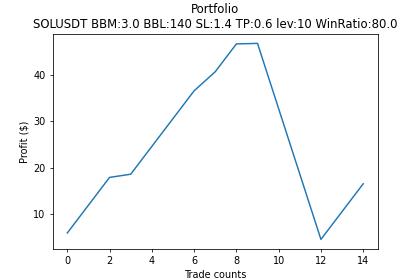 Portfolio
SOLUSDT BBM:3.0 BBL:140 SL:1.4 TP:0.6 lev:10 WinRatio:80.0
40
30
20
10
Profit ($)
0 2 4 6 8 10 12 14
Trade counts